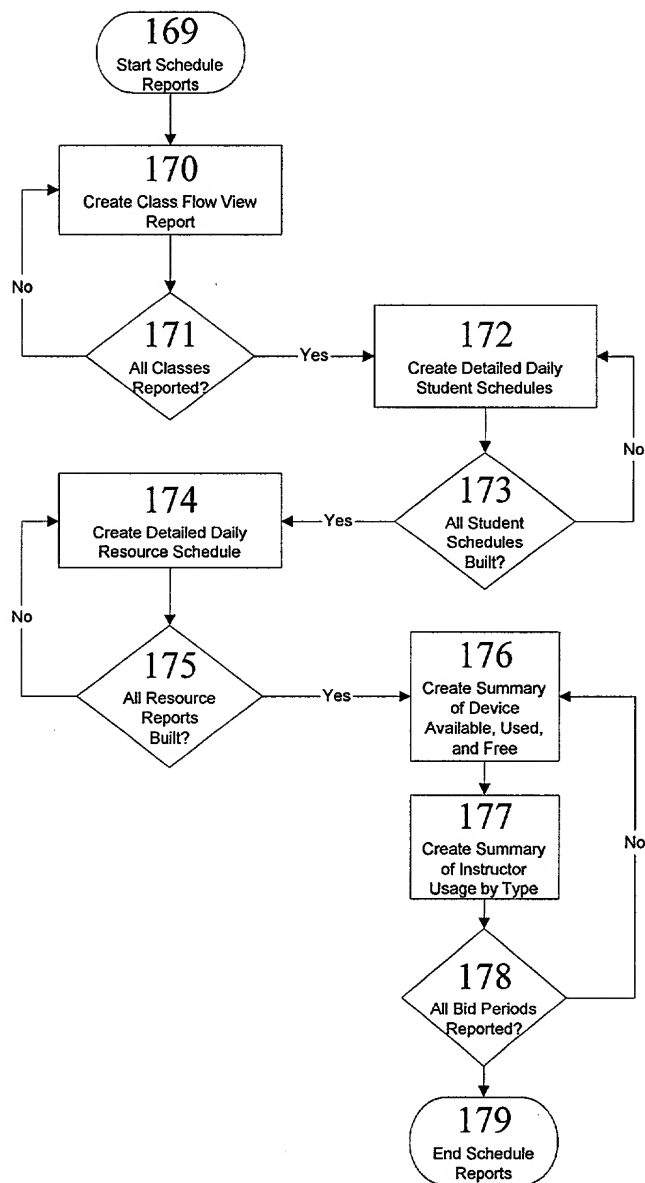 169
Start Schedule
Reports
170
Create Class Flow View
Report
No
171
All Classes
Reported?
Yes
172
Create Detailed Daily
Student Schedules
No
173
All Student
Schedules
Built?
Yes
174
Create Detailed Daily
Resource Schedule
No
175
All Resource
Reports
Built?
Yes
176
Create Summary
of Device
Available, Used,
and Free
177
Create Summary
of Instructor
Usage by Type
No
178
All Bid Periods
Reported?
179
End Schedule
Reports